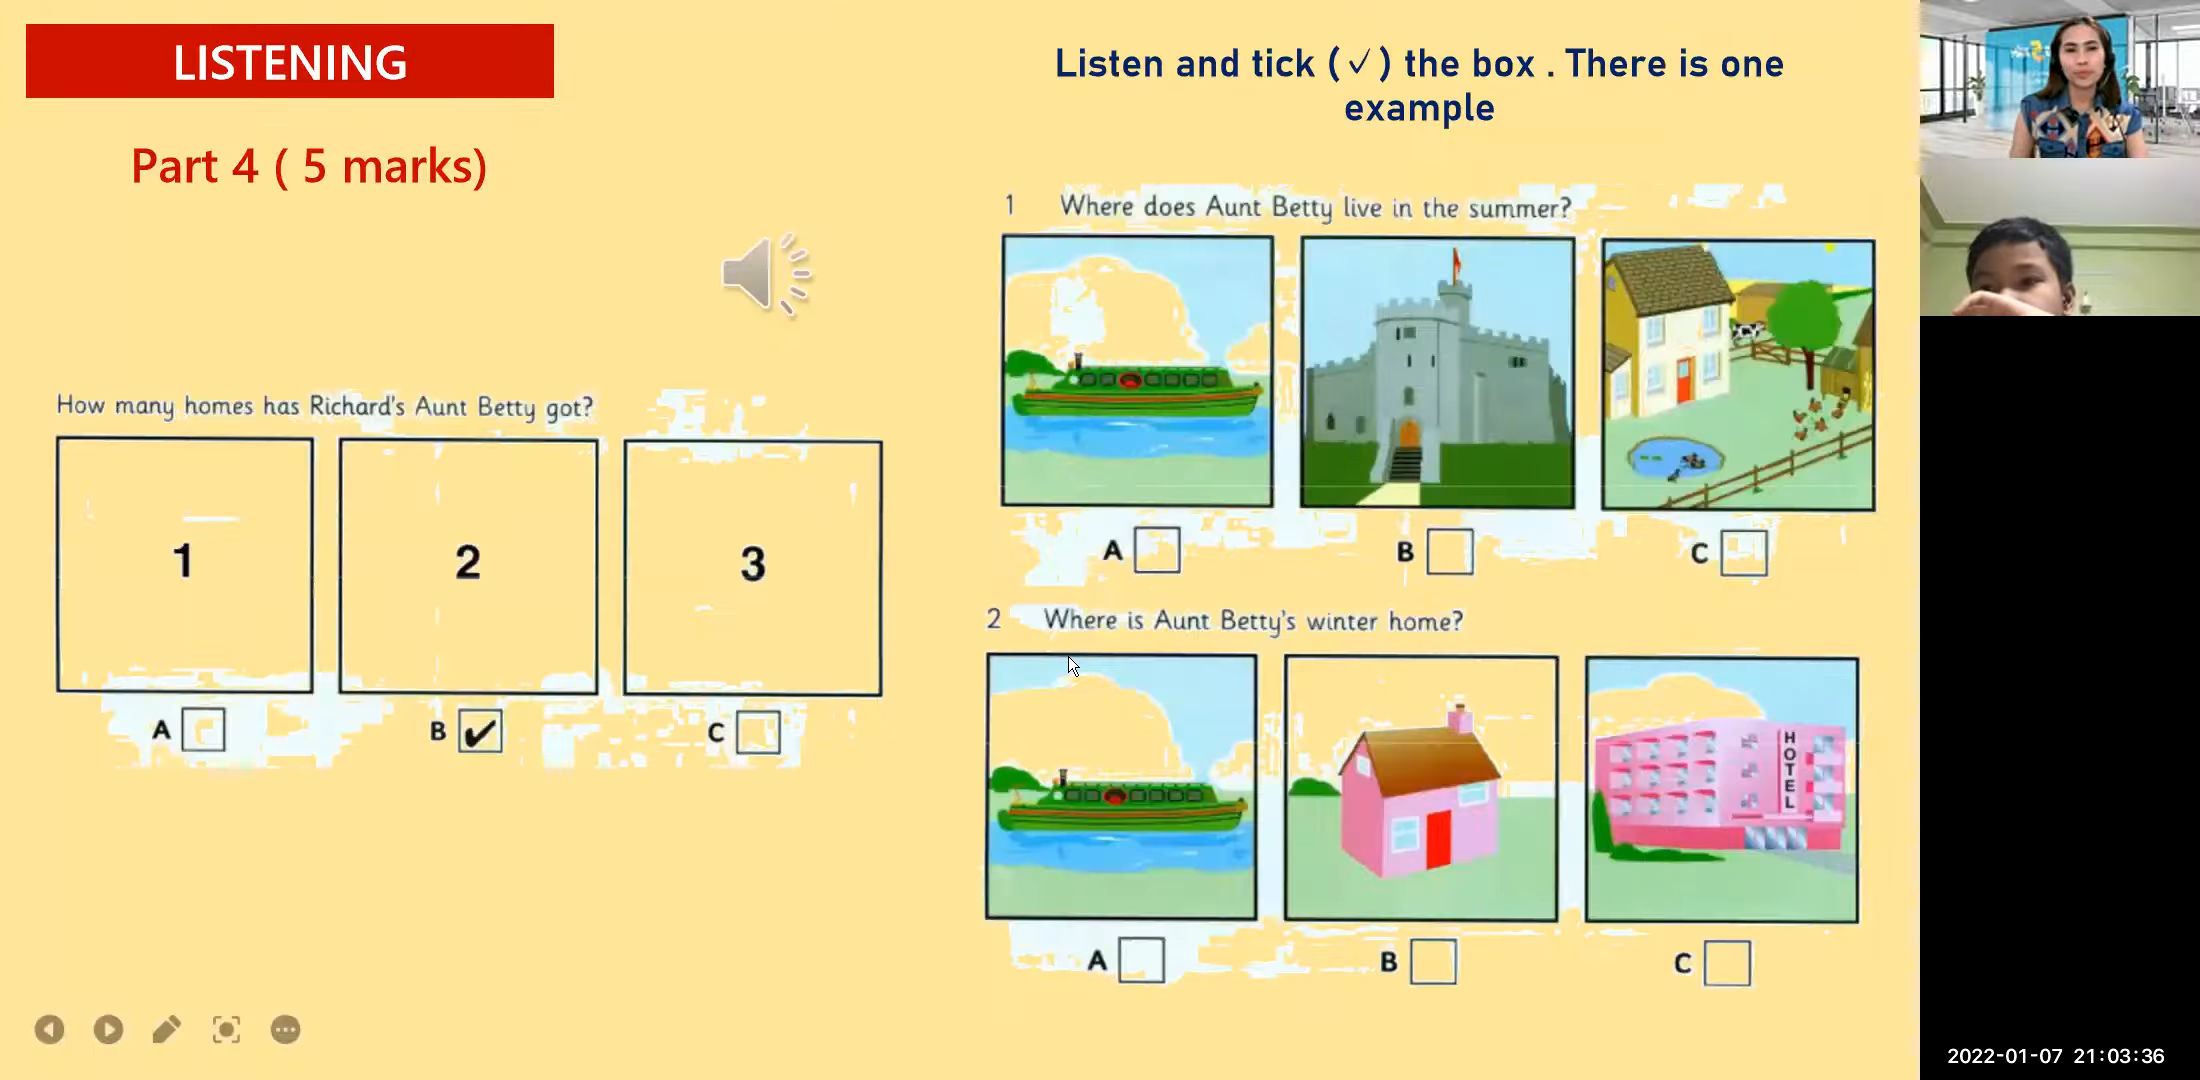 LISTENING
Part 4 ( 5 marks)
Listen and tick (✓) the box . There is one
example
How many homes has Richard's Aunt Betty got?
1 2 3
A B ✔ C
1 Where does Aunt Betty live in the summer?
A B C
2 Where is Aunt Betty's winter home?
HOTEL
A B C
2022-01-07 21:03:36